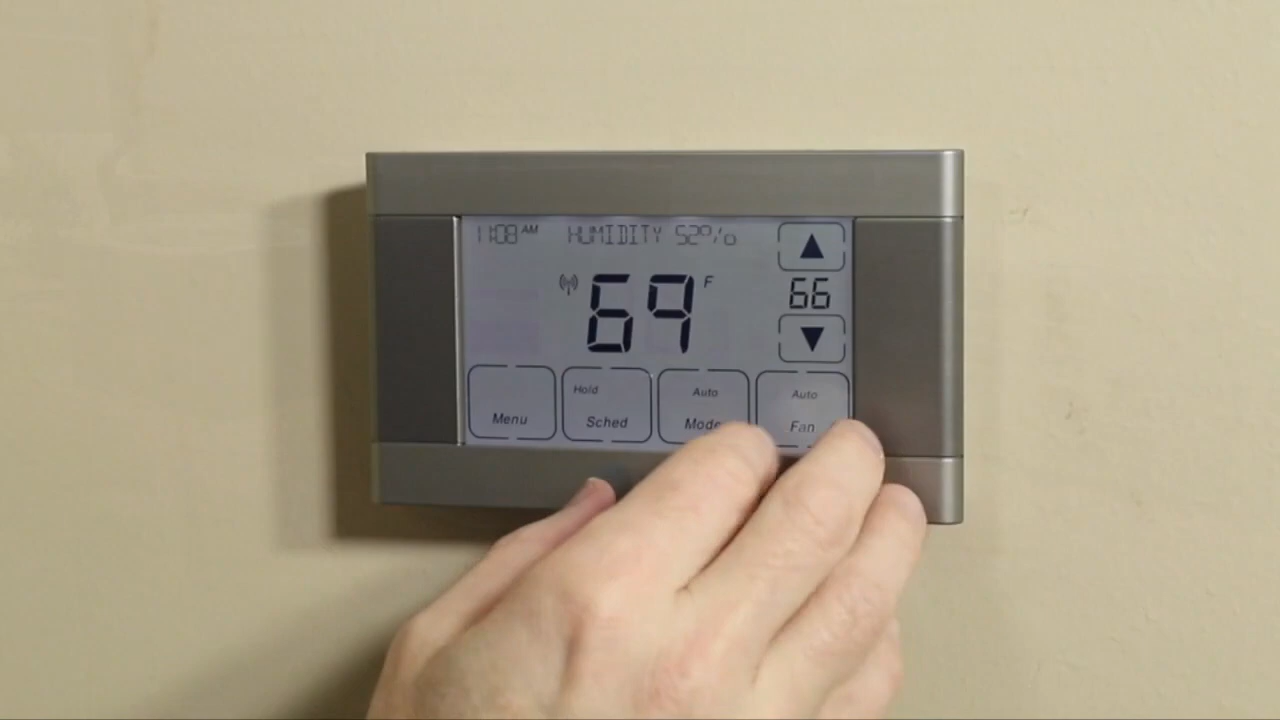 11:08 AM HUMIDITY 52%
69 F
66
Menu
Hold
Sched
Auto
Mode
Auto
Fan